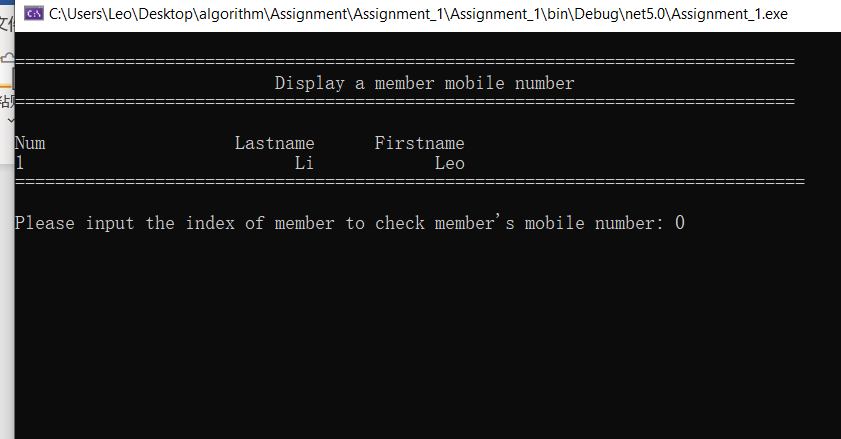 C:\Users\Leo\Desktop\algorithm\Assignment\Assignment_1\Assignment_1\bin\Debug\net5.0\Assignment_1.exe
==============================================================================
Display a member mobile number
==============================================================================
Num Lastname Firstname
1 Li Leo
===============================================================================
Please input the index of member to check member's mobile number: 0